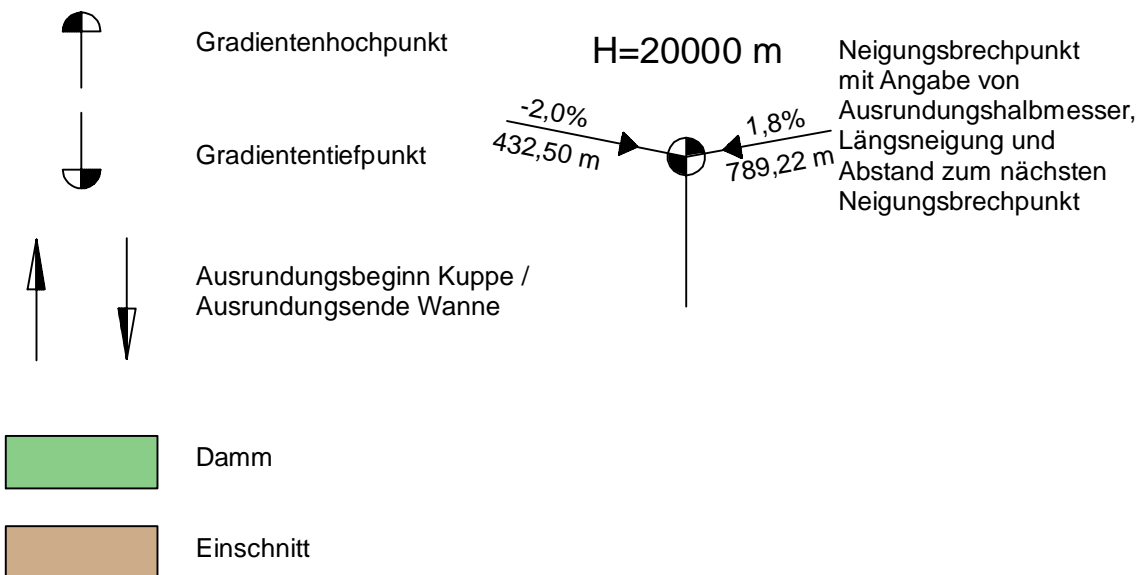 Gradientenhochpunkt
Gradiententiefpunkt
Ausrundungsbeginn Kuppe /
Ausrundungsende Wanne
Damm
Einschnitt
H=20000 m
-2,0%
432,50 m
1,8%
789,22 m
Neigungsbrechpunkt
mit Angabe von
Ausrundungshalbmesser,
Längsneigung und
Abstand zum nächsten
Neigungsbrechpunkt